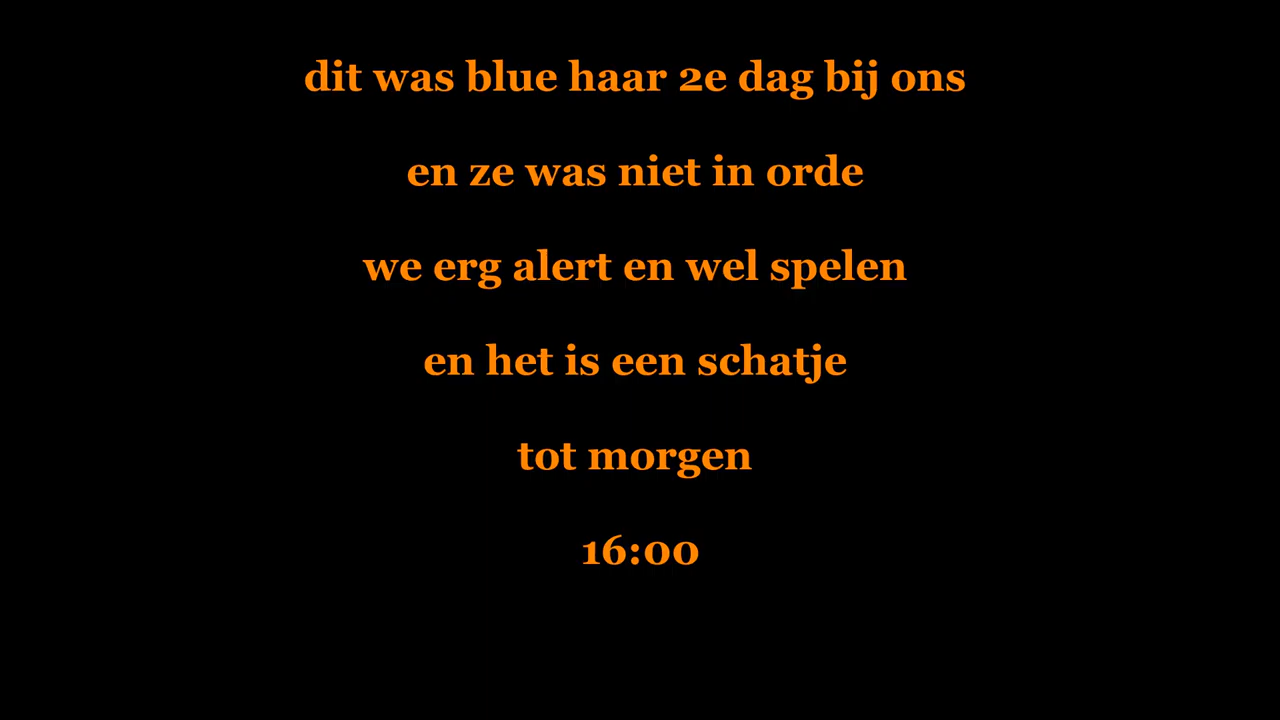 dit was blue haar 2e dag bij ons
en ze was niet in orde
we erg alert en wel spelen
en het is een schatje
tot morgen
16:00